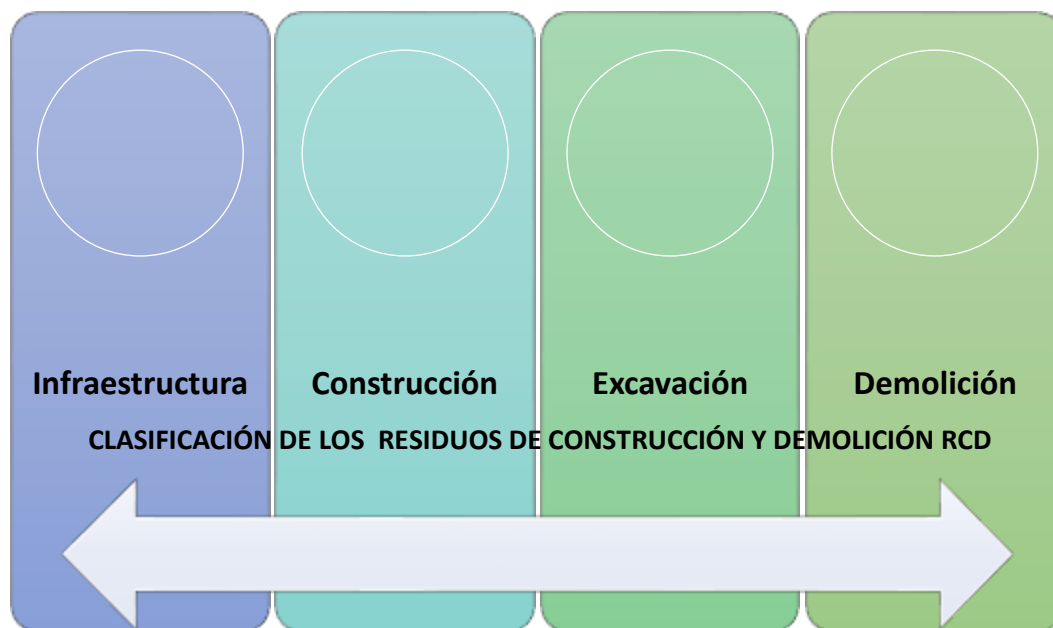 Infraestructura Construcción Excavación Demolición
CLASIFICACIÓN DE LOS RESIDUOS DE CONSTRUCCIÓN Y DEMOLICIÓN RCD